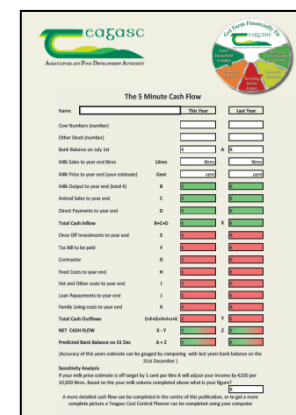 eagasc
AGRICULTURE AND FOOD DEVELOPMENT AUTHORITY
Get Farm Financially Fit
The 5 Minute Cash Flow
Name This Year Last Year
Cow Numbers (number)
Other Stock (number)
Bank Balance on July 1st € A €
Milk Sales to year end litres Litres litres litres
Milk Price to year end (your estimate) Cent cent cent
Milk Output to year end (total €) B € €
Animal Sales to year end C € €
Direct Payments to year end D € €
Total Cash Inflow B+C+D € X €
Once Off Investments to year end E € €
Tax Bill to be paid F € €
Contractor G € €
Feed Costs to year end H € €
Vet and Other costs to year end I € €
Loan Repayments to year end J € €
Family Living costs to year end K € €
Total Cash Outflows E+F+G+H+I+J+K € Y €
NET CASH FLOW X - Y € Z €
Predicted Bank Balance on 31 Dec A + Z € €
(Accuracy of this years estimate can be gauged by comparing with last years bank balance on the
31st December )
Sensitivity Analysis
If your milk price estimate is off target by 1 cent per litre it will adjust your income by €100 per
10,000 litres. Based on your milk volume completed above what is your figure?
€
A more detailed cash flow can be completed in the centre of this publication, or to get a more
complete picture a Teagasc Cost Control Planner can be completed using your computer